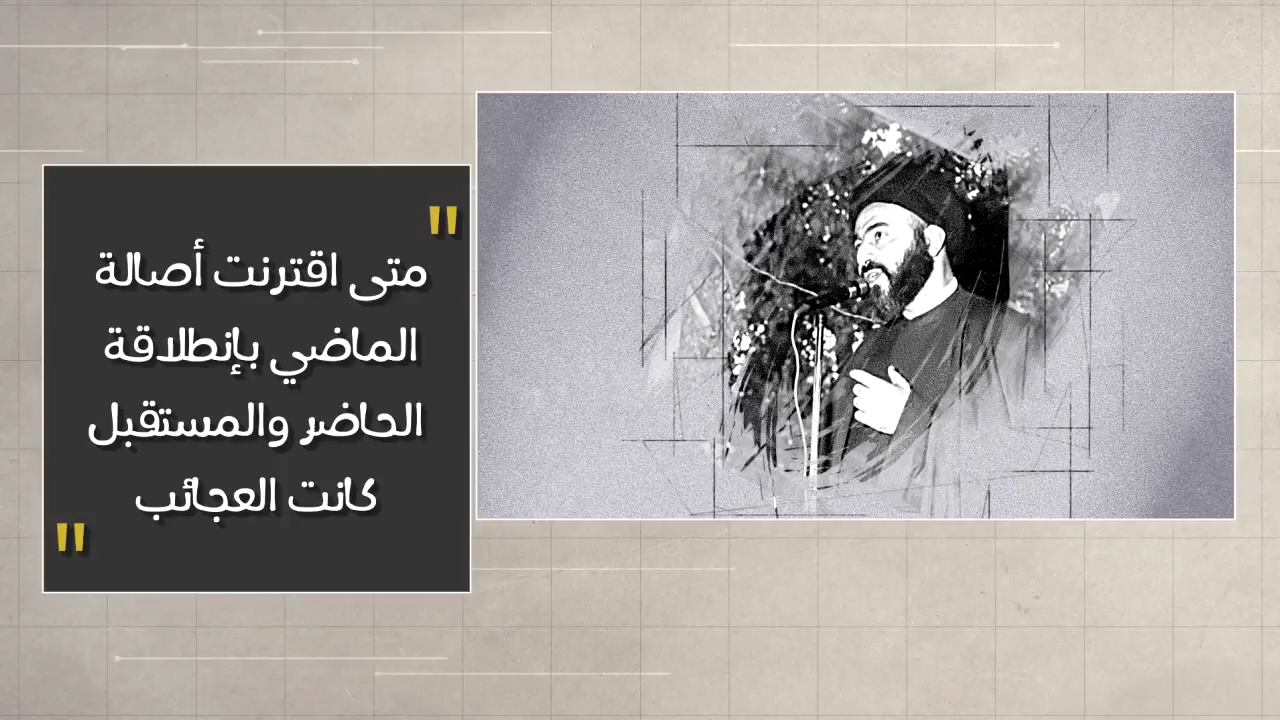 "
متى اقترنت أصالة
الماضي بإنطلاقة
الحاضر والمستقبل
كانت العجائب
"